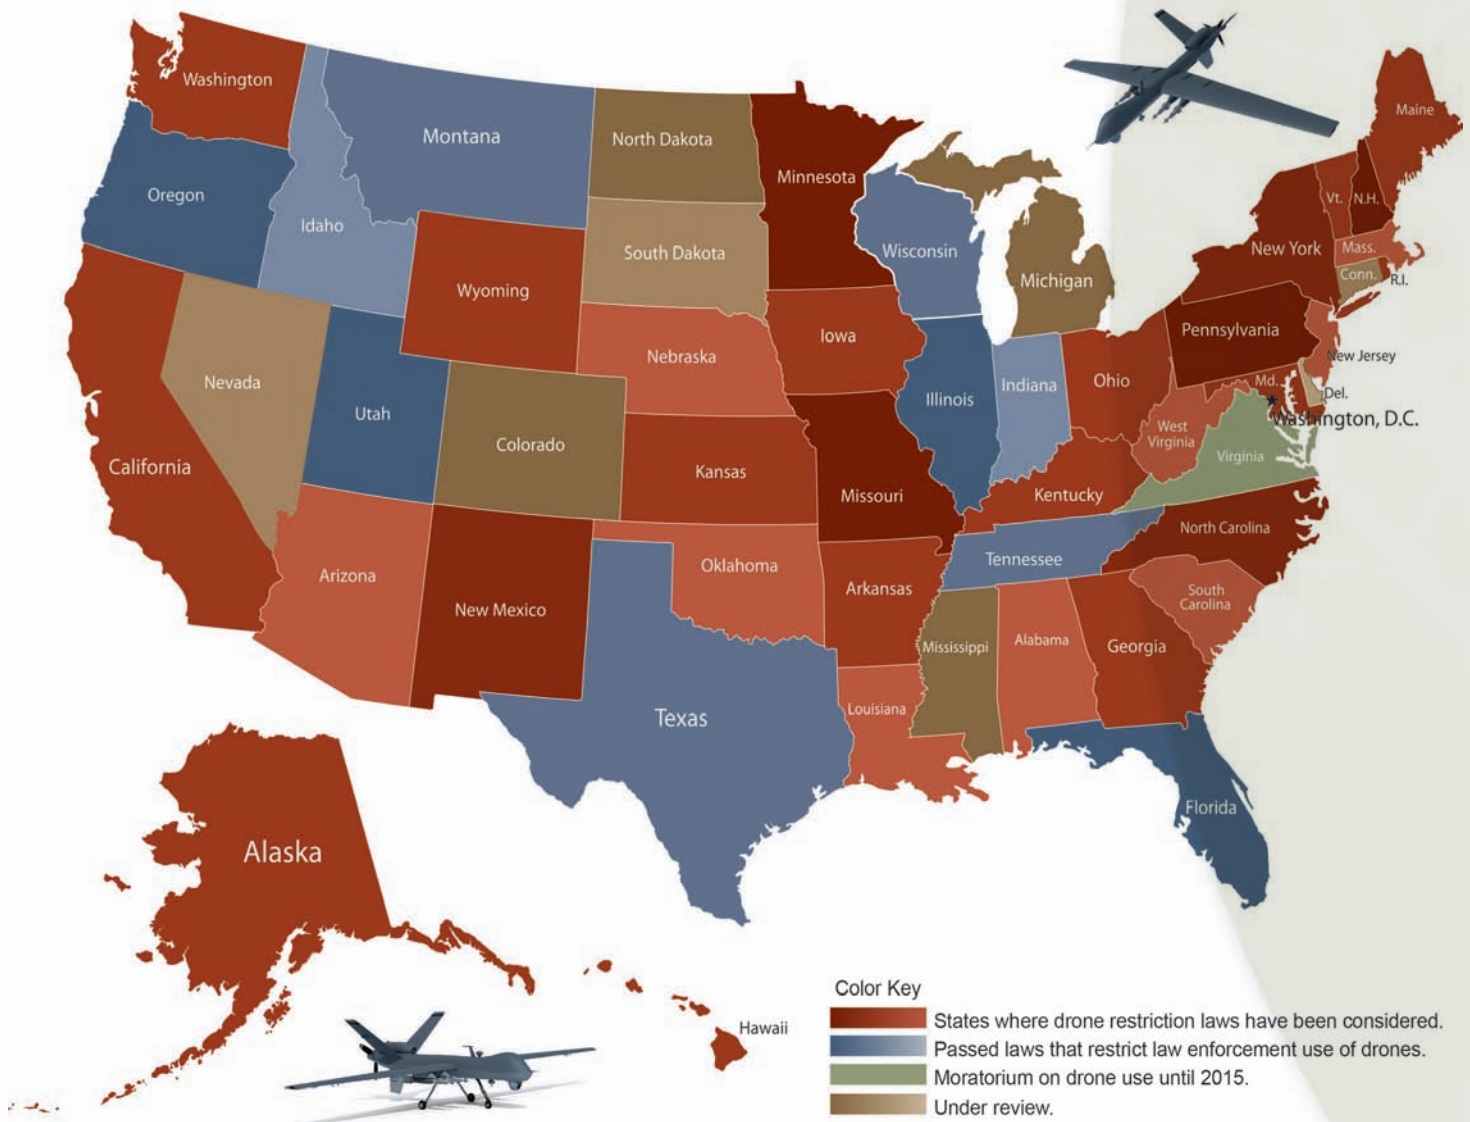 Washington
Montana
North Dakota
Minnesota
Maine
Oregon
Idaho
South Dakota
Wisconsin
Michigan
Vt.
N.H.
New York
Mass.
Conn.
R.I.
Wyoming
Iowa
Pennsylvania
New Jersey
Nebraska
Nevada
Utah
Illinois
Indiana
Ohio
Md.
Del.
Washington, D.C.
West
Virginia
Virginia
Colorado
California
Kansas
Missouri
Kentucky
North Carolina
Tennessee
Arizona
Oklahoma
Arkansas
South
Carolina
New Mexico
Mississippi
Alabama
Georgia
Texas
Louisiana
Florida
Alaska
Hawaii
Color Key
States where drone restriction laws have been considered.
Passed laws that restrict law enforcement use of drones.
Moratorium on drone use until 2015.
Under review.